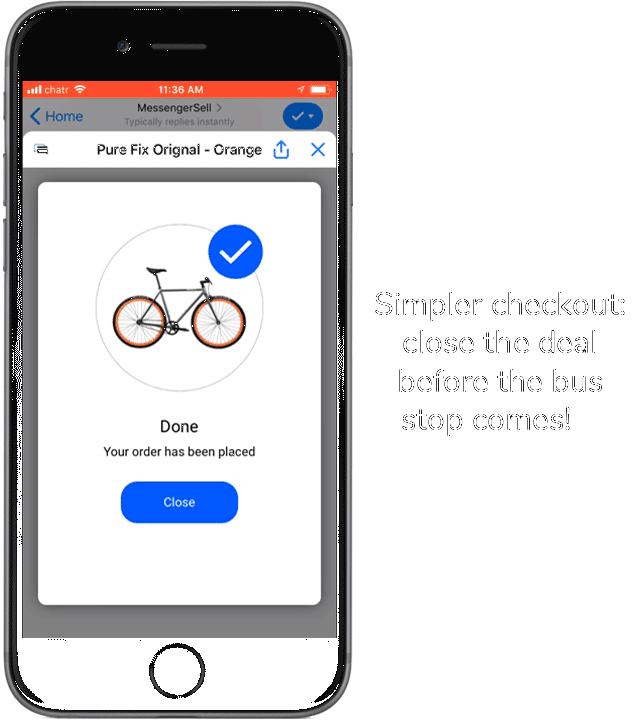 chatr 11:36 AM
Home MessengerSell
Typically replies instantly
Pure Fix Orignal - Orange
Done
Your order has been placed
Close
Simpler checkout:
close the deal
before the bus
stop comes!